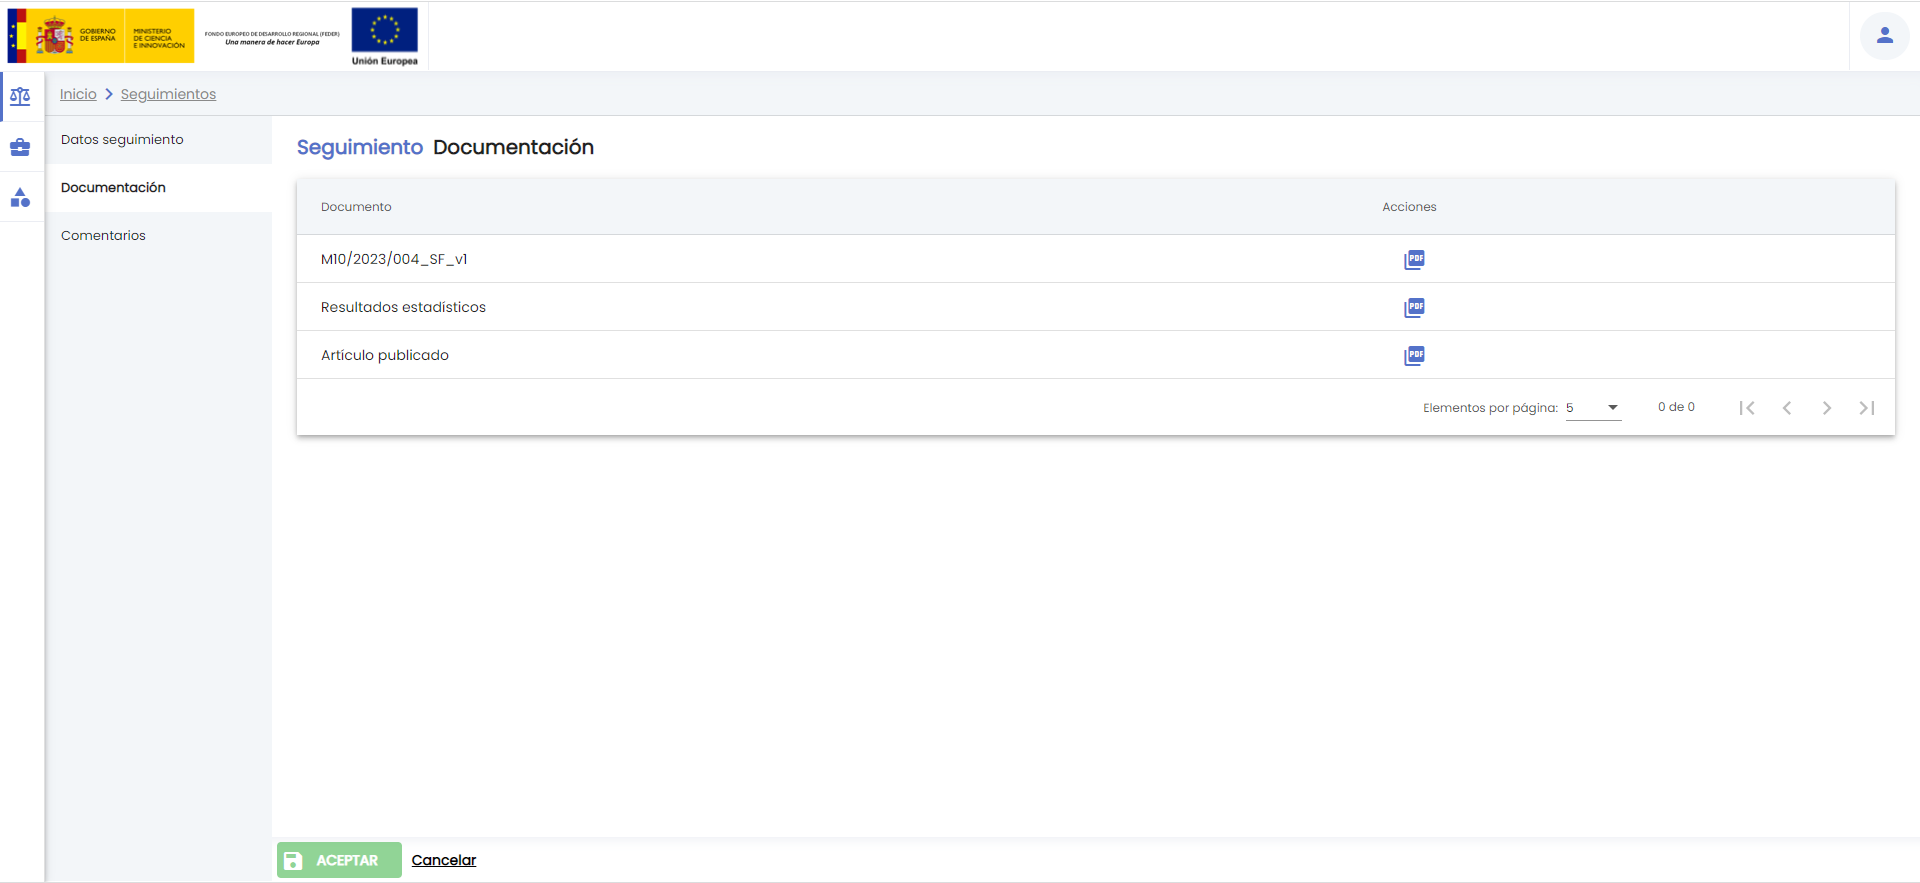 GOBIERNO
DE ESPAÑA
MINISTERIO
DE CIENCIA
E INNOVACIÓN
FONDO EUROPEO DE DESARROLLO REGIONAL (FEDER)
Una manera de hacer Europa
Unión Europea
Inicio
Seguimientos
Datos seguimiento
Documentación
Comentarios
Seguimiento Documentación
Documento Acciones
M10/2023/004_SF_v1 PDF
Resultados estadísticos PDF
Artículo publicado PDF
Elementos por página: 5 0 de 0
ACEPTAR Cancelar